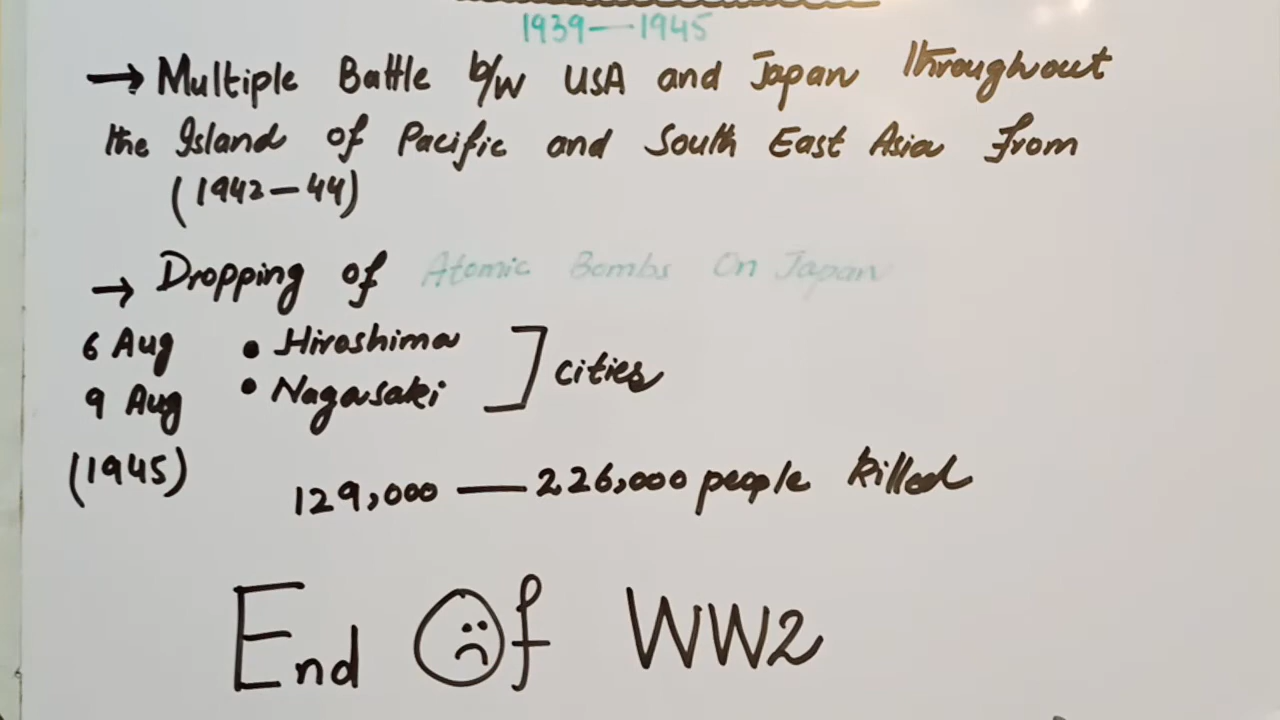 1939—1945
→ Multiple Battle b/w USA and Japan Throughwout
the Island of Pacific and South East Asia From
(1942-44)
→ Dropping of Atomic Bombs On Japan
6 Aug • Hiroshima
9 Aug • Nagasaki ] cities
(1945)
129,000 — 226,000 people killed
End Of WW2